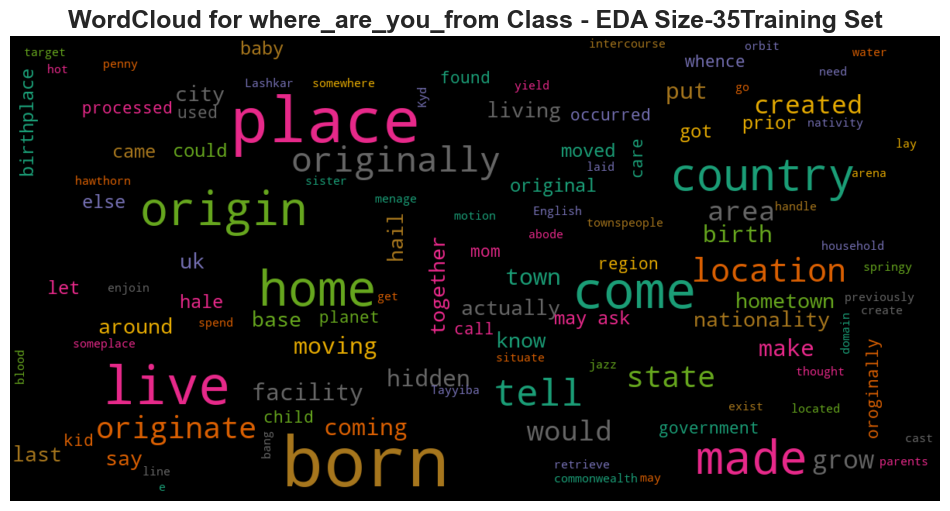 WordCloud for where_are_you_from Class - EDA Size-35Training Set
target
baby
intercourse
orbit
water
hot
penny
Lashkar
somewhere
found
yield
whence
need
go
birthplace
processed
city
used
place
Kyd
living
occurred
put
created
prior
nativity
got
lay
came
could
originally
moved
laid
care
country
arena
hawthorn
sister
original
else
origin
menage
motion
English
townspeople
abode
area
handle
birth
household
hail
uk
together
mom
region
location
springy
let
enjoin
hale
home
get
town
come
hometown
previously
create
spend
base
planet
actually
call
may ask
nationality
around
someplace
moving
know
situate
make
domain
blood
live
facility
hidden
Tayyiba
jazz
tell
state
thought
oroginally
child
exist
located
originate
coming
would
government
cast
kid
last
say
bang
line
e
born
retrieve
commonwealth
may
made
grow
parents